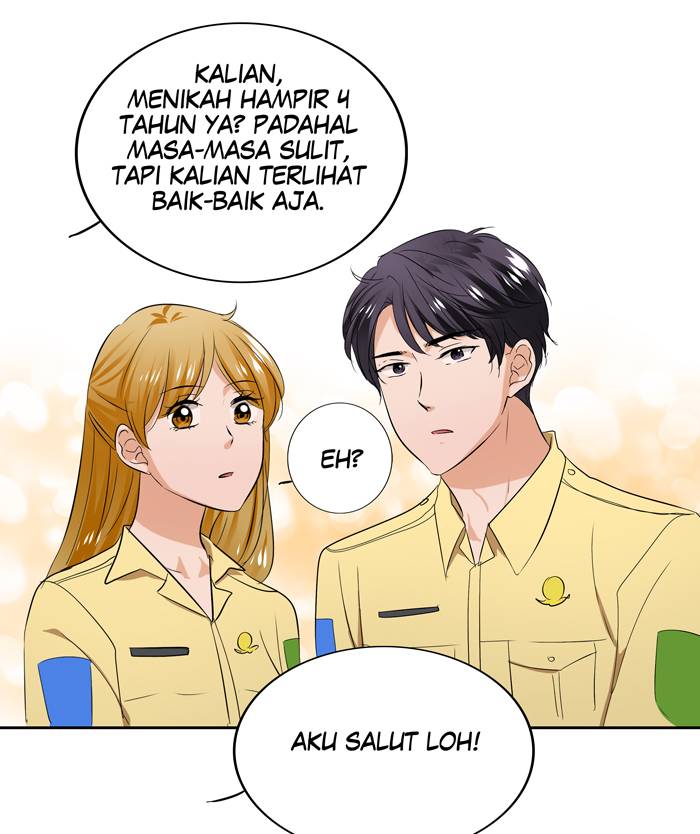 KALIAN,
MENIKAH HAMPIR 4
TAHUN YA? PADAHAL
MASA-MASA SULIT,
TAPI KALIAN TERLIHAT
BAIK-BAIK AJA.
EH?
AKU SALUT LOH!